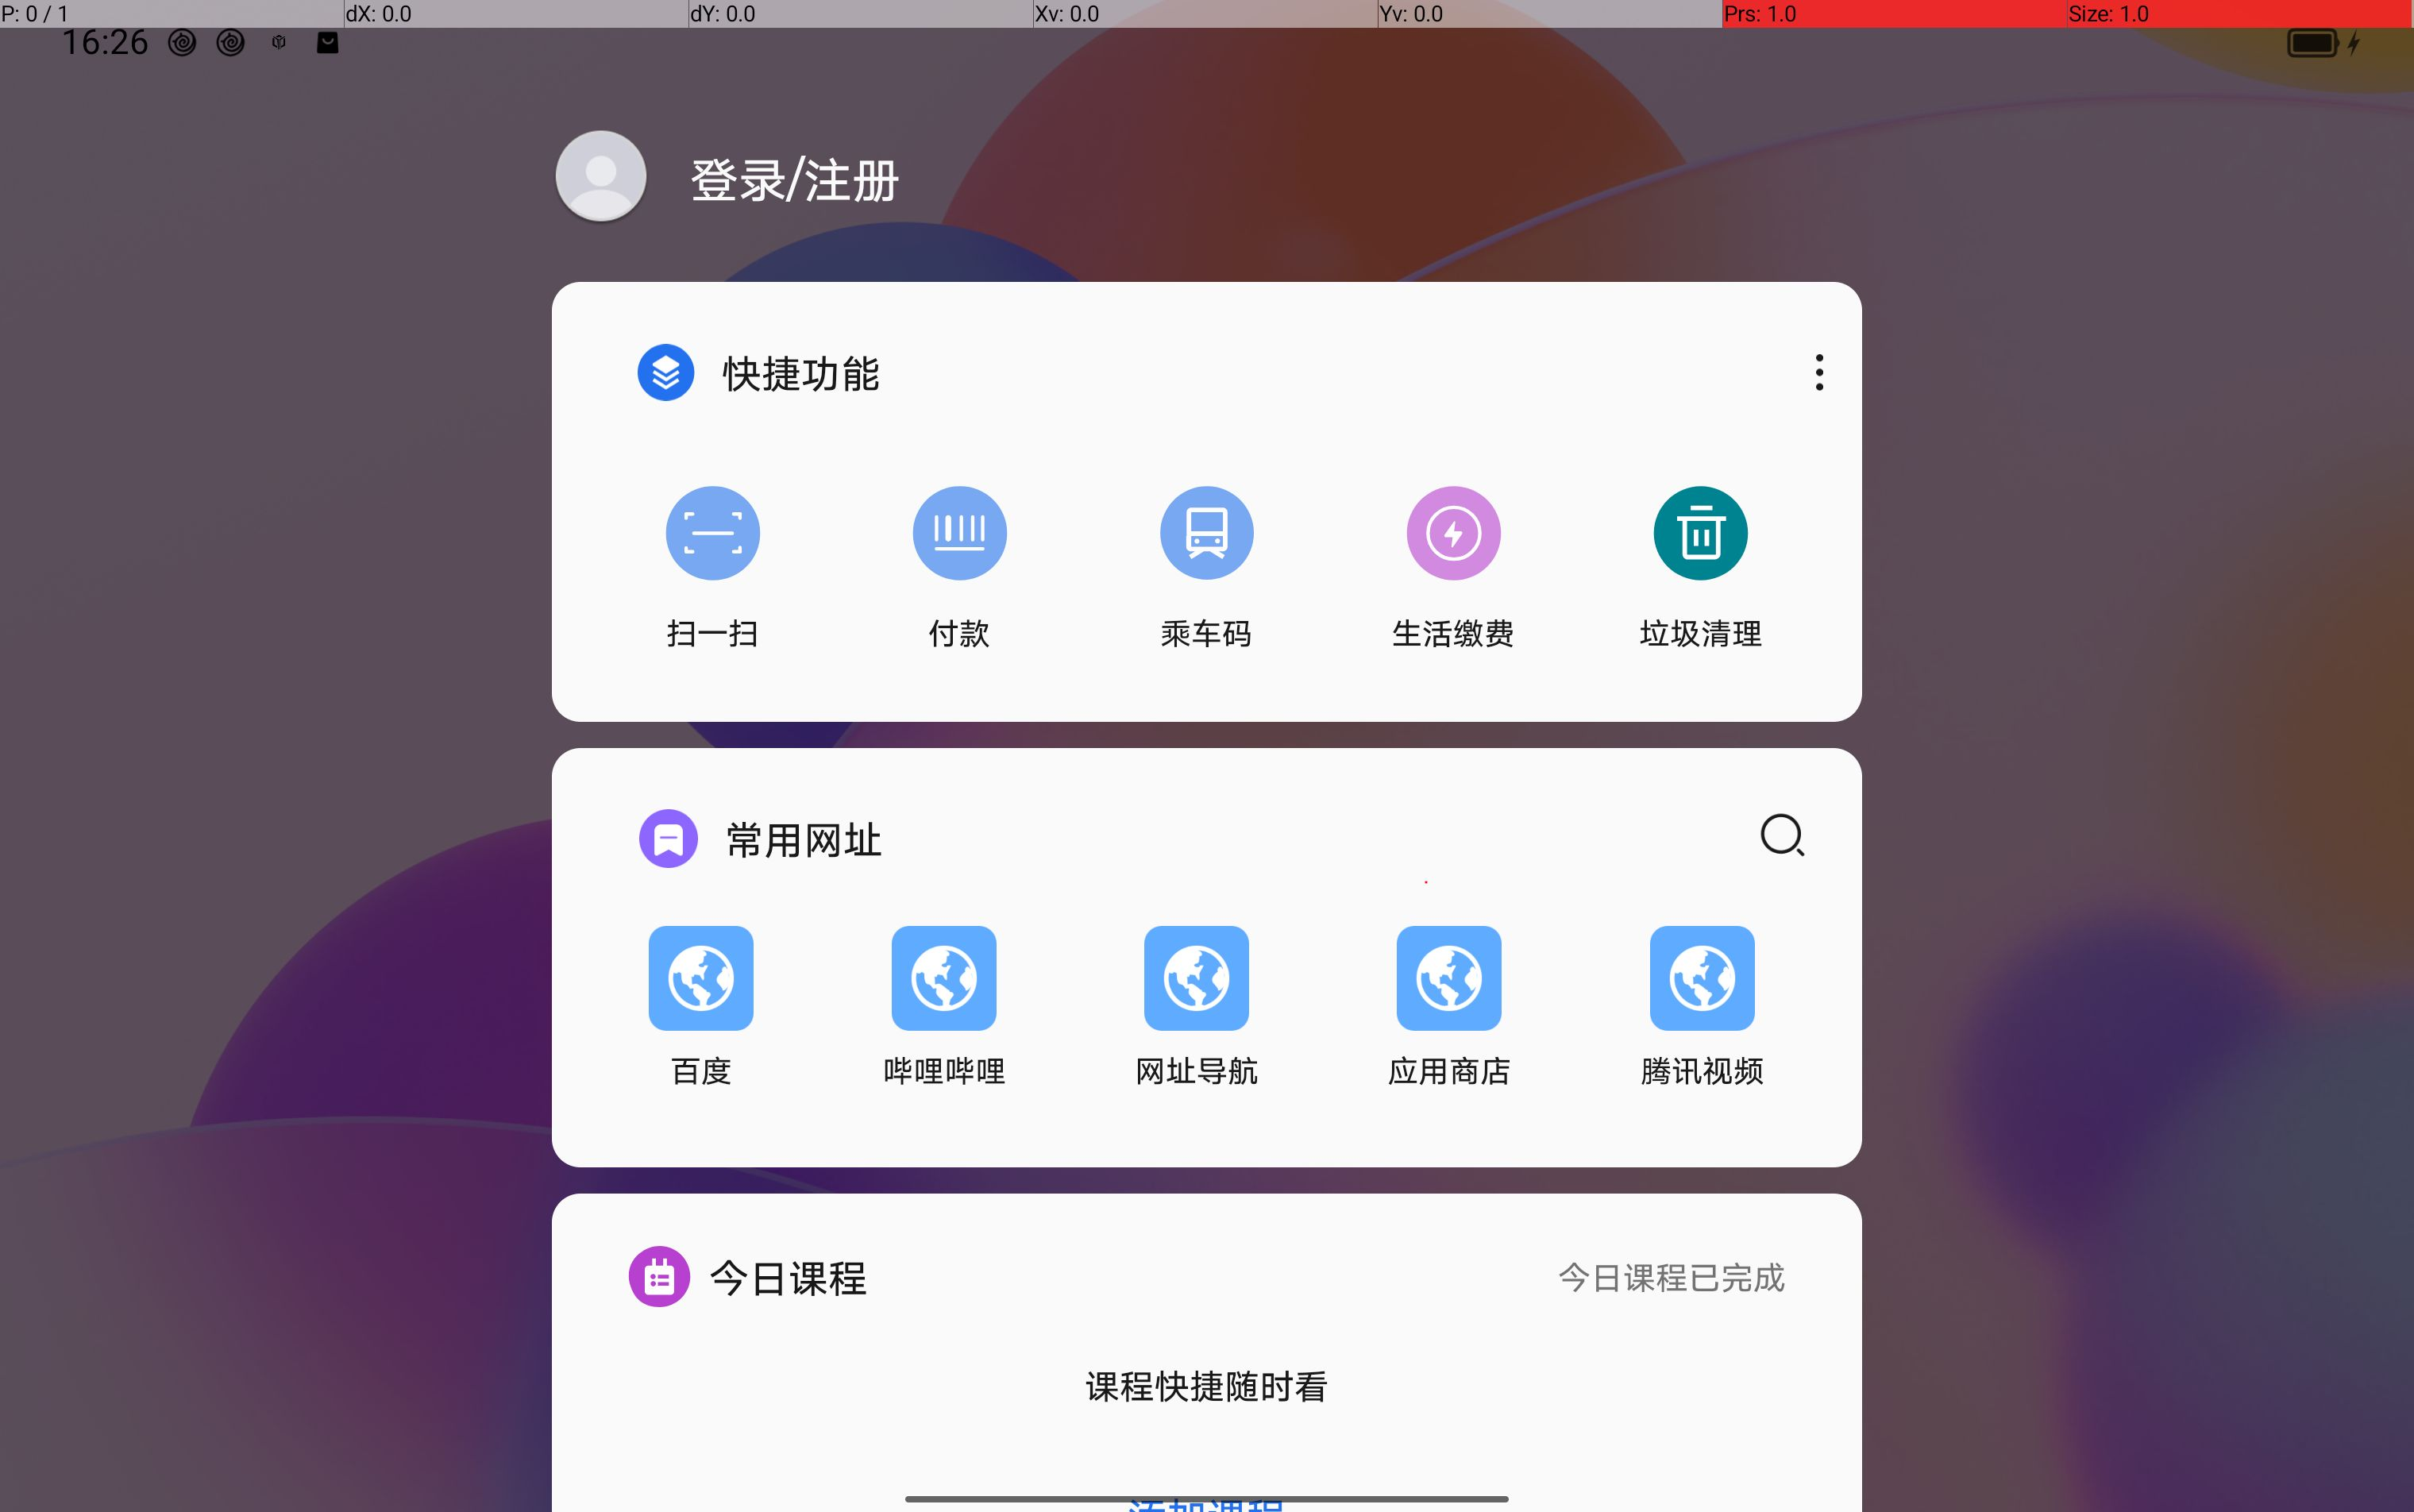 P: 0 / 1 dX: 0.0 dY: 0.0 Xv: 0.0 Yv: 0.0 Prs: 1.0 Size: 1.0
16:26
登录/注册
快捷功能
扫一扫 付款 乘车码 生活缴费 垃圾清理
常用网址
百度 哔哩哔哩 网址导航 应用商店 腾讯视频
今日课程 今日课程已完成
课程快捷随时看
添加课程